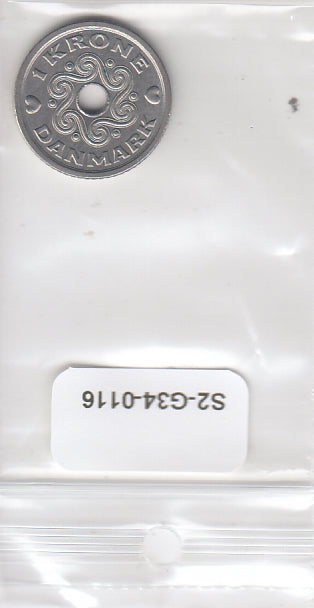 1 KRONE
DANMARK
S2-G34-0116